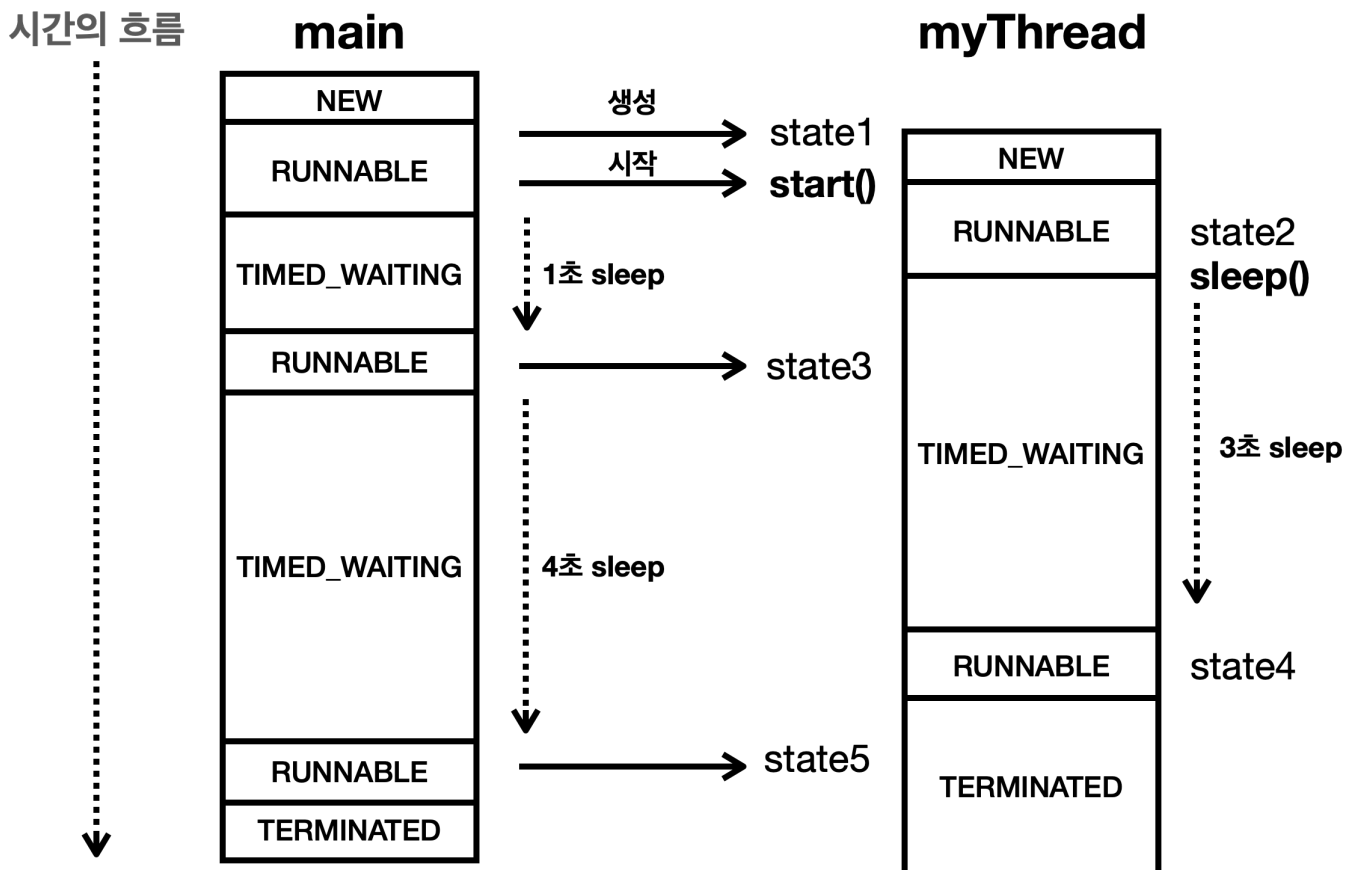 시간의 흐름
main
myThread
NEW
생성
state1
RUNNABLE
시작
start()
NEW
RUNNABLE
state2
sleep()
TIMED_WAITING
1초 sleep
RUNNABLE
state3
TIMED_WAITING
3초 sleep
TIMED_WAITING
4초 sleep
RUNNABLE
state4
RUNNABLE
state5
TERMINATED
TERMINATED